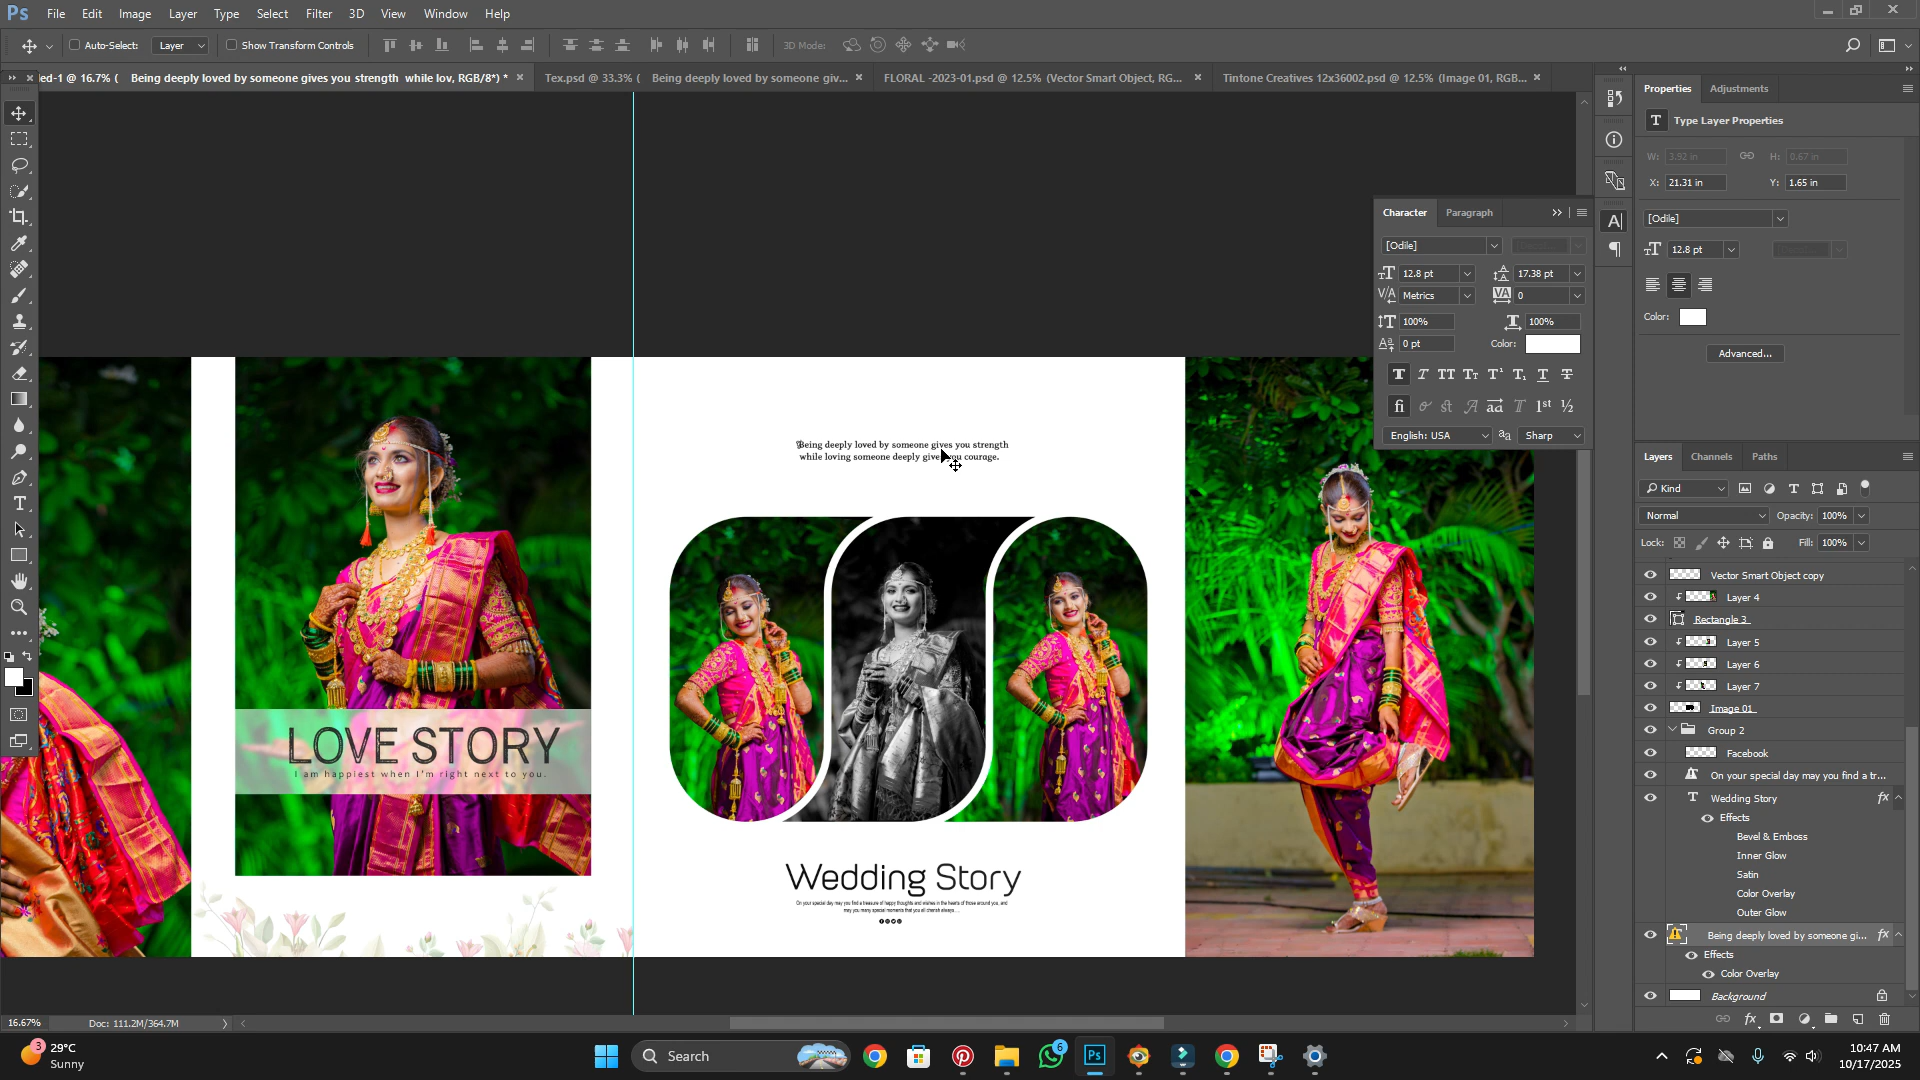 Ps File Edit Image Layer Type Select Filter 3D View Window Help
Auto-Select: Layer Show Transform Controls 3D Mode:
ed-1 @ 16.7% ( Being deeply loved by someone gives you strength while lov, RGB/8*) *
Tex.psd @ 33.3% ( Being deeply loved by someone giv...
FLORAL -2023-01.psd @ 12.5% (Vector Smart Object, RG...
Tintone Creatives 12x36002.psd @ 12.5% (Image 01, RGB...
Properties Adjustments
Type Layer Properties
W: 3.92 in H: 0.67 in
X: 21.31 in Y: 1.65 in
[Odile]
12.8 pt
Color:
Advanced...
Character Paragraph
[Odile]
12.8 pt 17.38 pt
Metrics 0
100% 100%
0 pt Color:
English: USA Sharp
Being deeply loved by someone gives you strength
while loving someone deeply gives you courage.
LOVE STORY
I am happiest when I'm right next to you.
Wedding Story
On your special day may you find a treasure of happy thoughts and wishes in the hearts of those around you, and
may you many special moments that you all cherish always....
Layers Channels Paths
Kind
Normal Opacity: 100%
Lock: Fill: 100%
Vector Smart Object copy
Layer 4
Rectangle 3
Layer 5
Layer 6
Layer 7
Image 01
Group 2
Facebook
On your special day may you find a tr...
Wedding Story fx
Effects
Bevel & Emboss
Inner Glow
Satin
Color Overlay
Outer Glow
Being deeply loved by someone gi... fx
Effects
Color Overlay
Background
16.67% Doc: 111.2M/364.7M
3 29°C
Sunny
Search
6
Ps
10:47 AM
10/17/2025